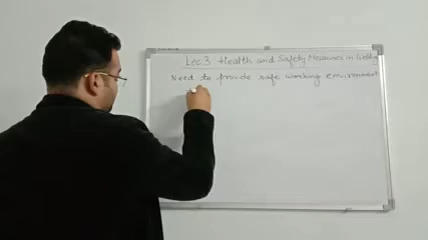 Lec 3 Health and Safety Measures in
Need to provide safe working environment